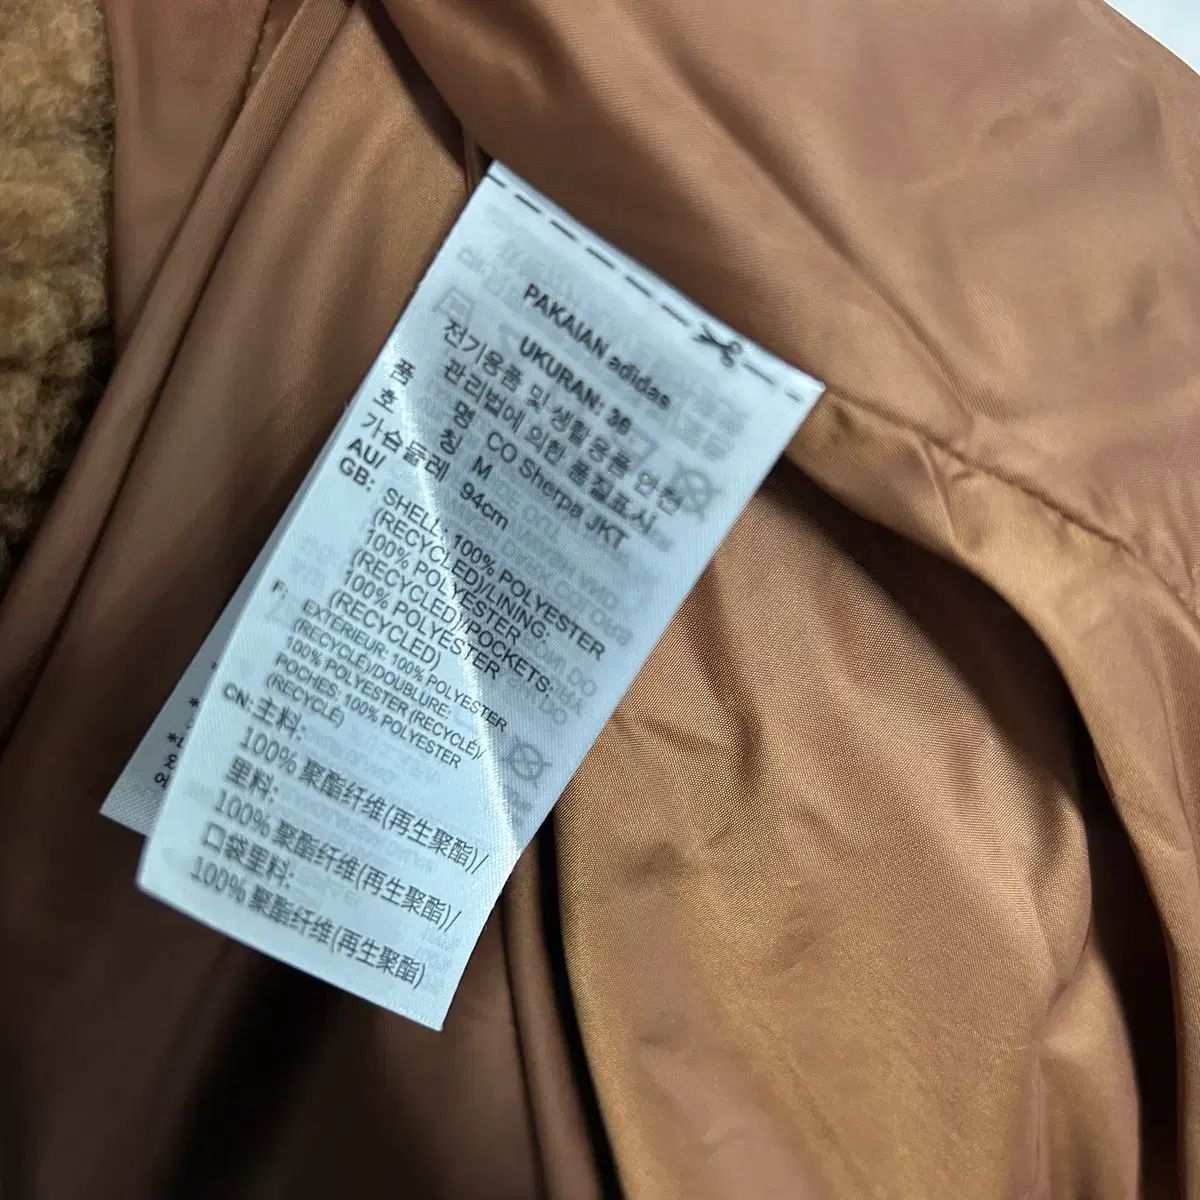 PAKAIAN adidas
UKURAN: 36
전기용품 및 생활용품 안전
관리법에 의한 품질표시
품 명 CO Sherpa JKT
호 칭 M
가슴둘레 94cm
AU/
GB: SHELL: 100% POLYESTER
(RECYCLED)/LINING:
100% POLYESTER
(RECYCLED)/POCKETS:
100% POLYESTER
(RECYCLED)
F: EXTÉRIEUR: 100% POLYESTER
(RECYCLÉ)/DOUBLURE:
100% POLYESTER (RECYCLÉ)/
POCHES: 100% POLYESTER
(RECYCLÉ)
CN: 主料:
100% 聚酯纤维(再生聚酯)/
里料:
100% 聚酯纤维(再生聚酯)/
口袋里料:
100% 聚酯纤维(再生聚酯)